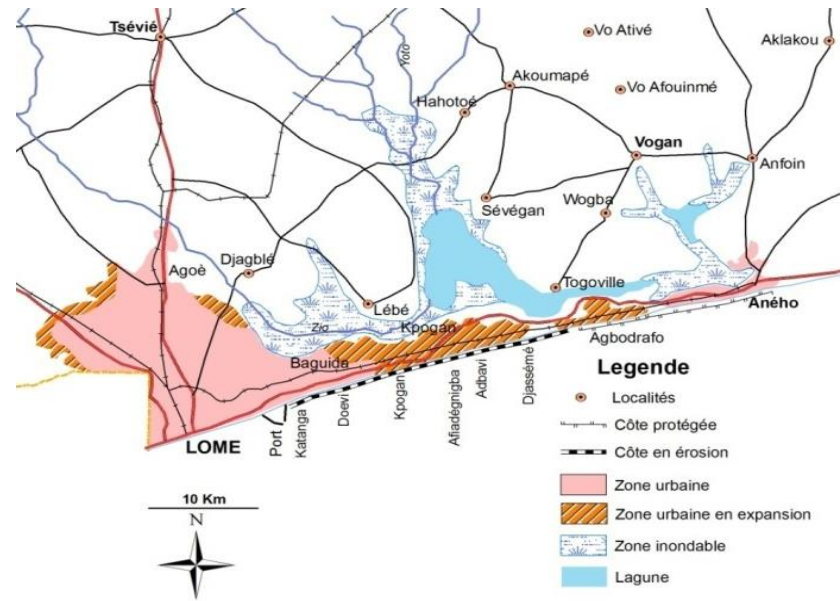 Tsévié
Vo Ativé
Aklakou
Yoto
Akoumapé
Vo Afouinmé
Hahotoé
Vogan
Anfoin
Sévégan
Wogba
Djagblé
Agoè
Togoville
Lébé
Aného
Zio
Kpogan
Baguida
Agbodrafo
LOME
Port
Katanga
Doevi
Kpogan
Afiadégnigba
Adbavi
Djassémé
Legende
Localités
Côte protégée
Côte en érosion
Zone urbaine
Zone urbaine en expansion
Zone inondable
Lagune
10 Km
N